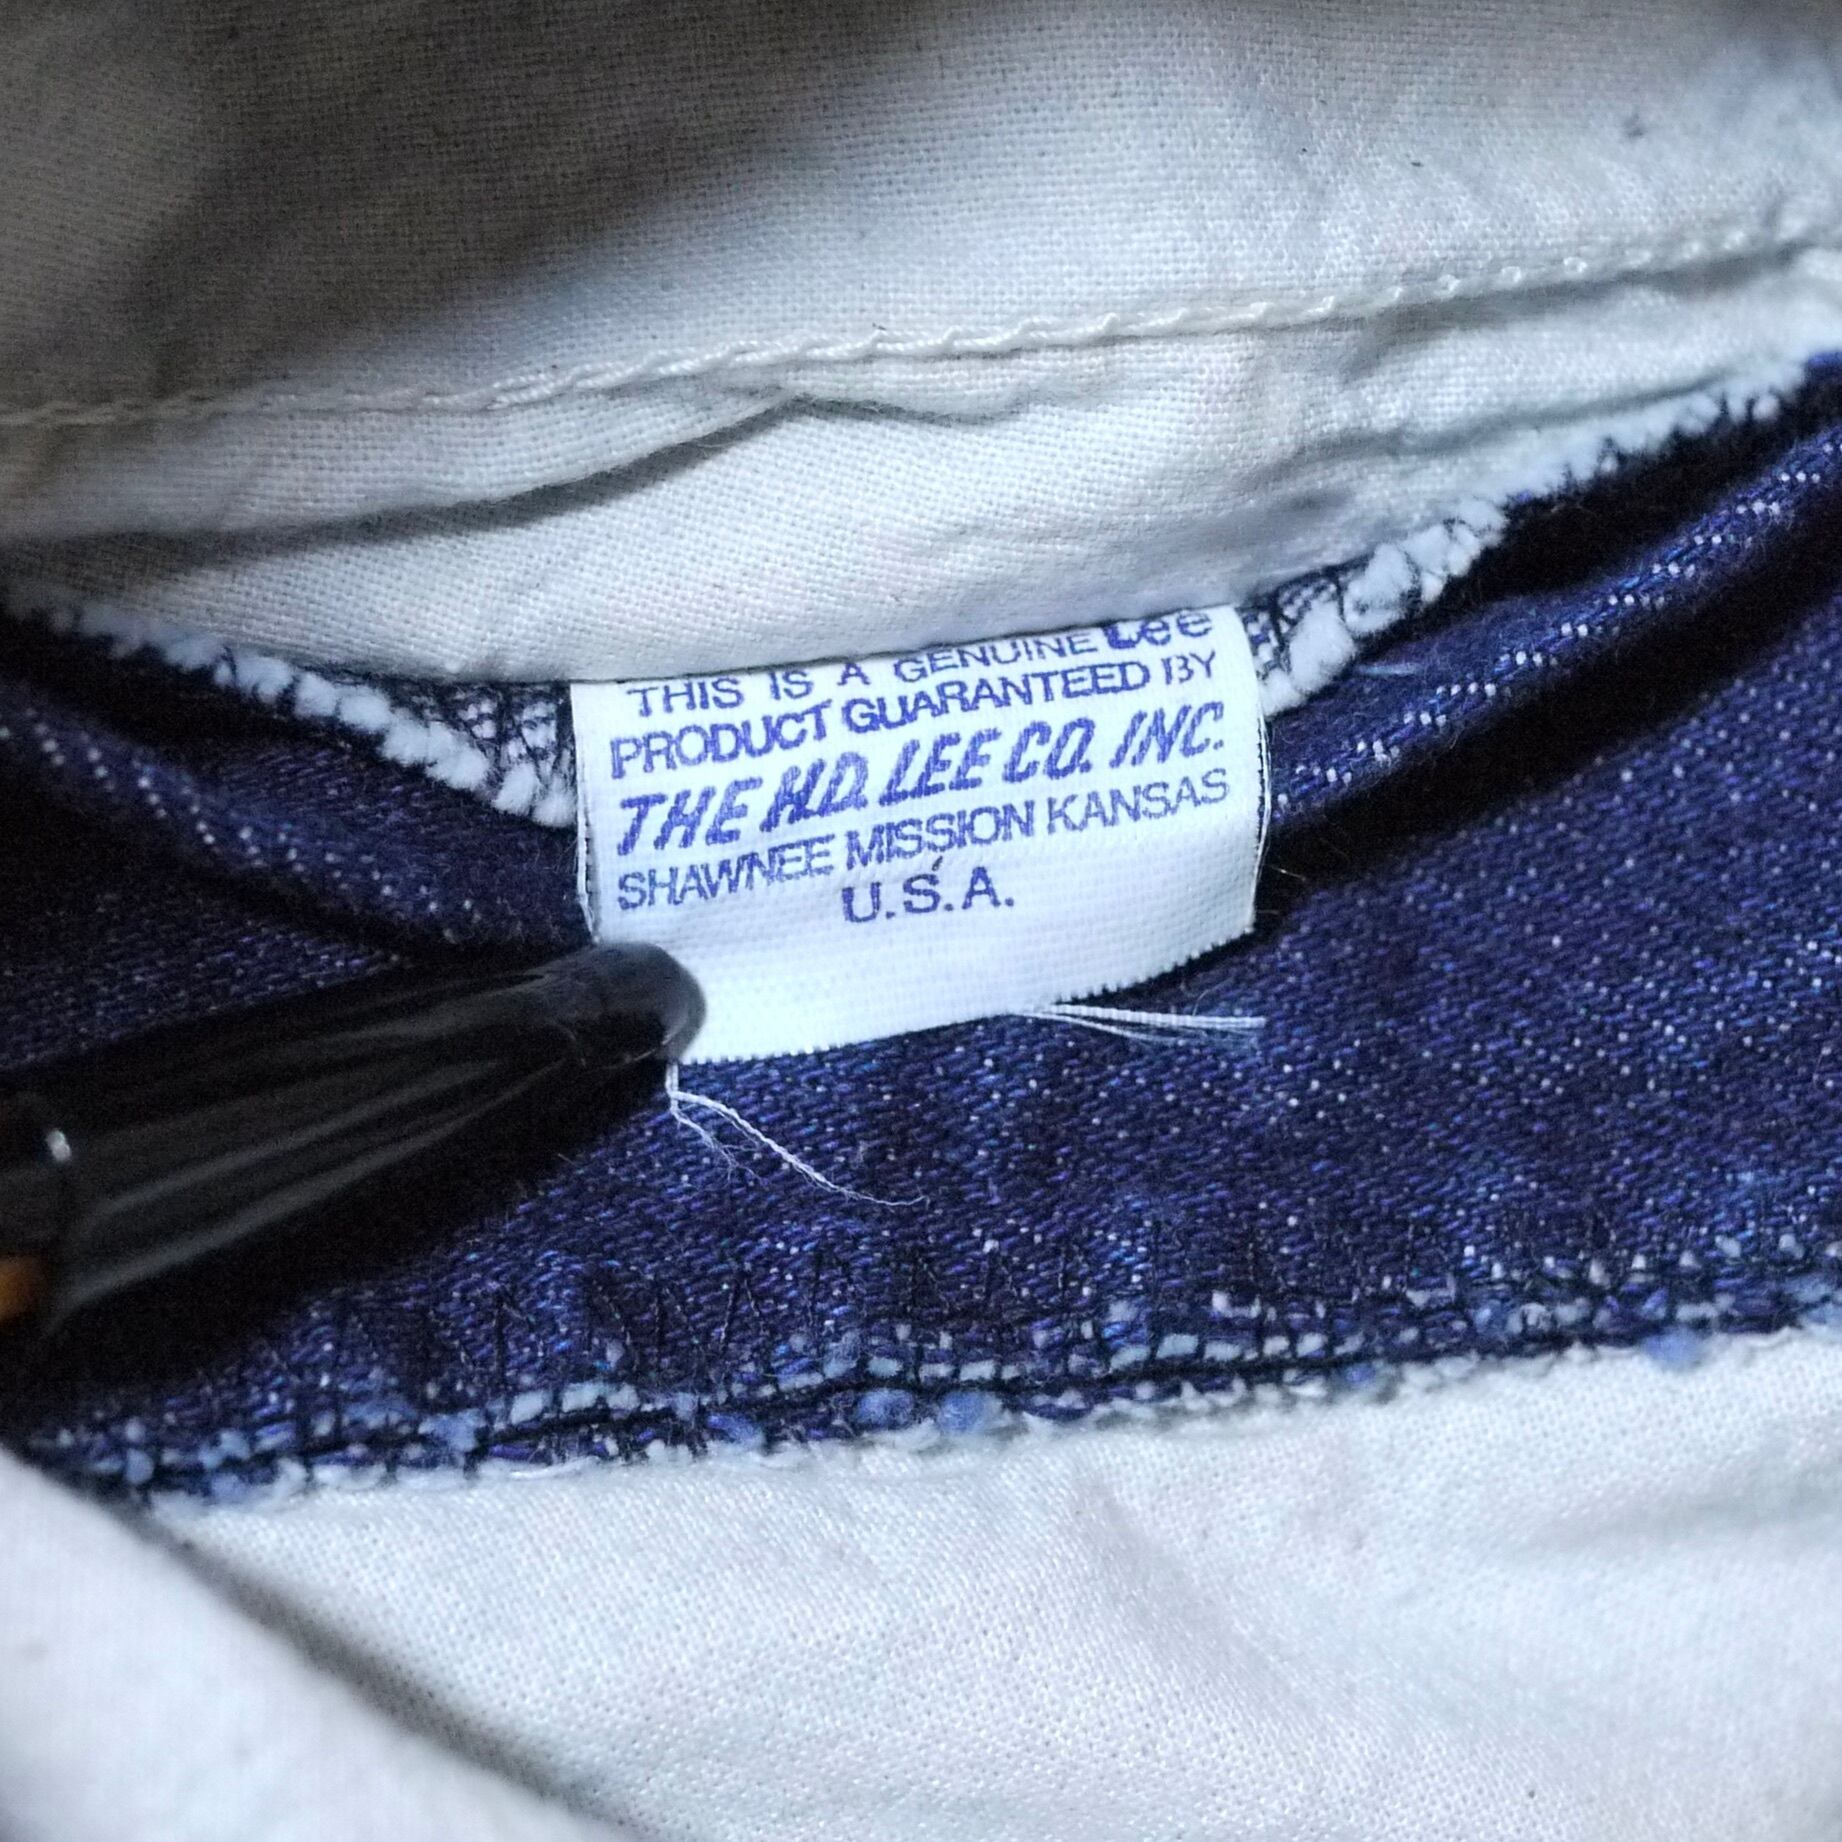 THIS IS A GENUINE Lee
PRODUCT GUARANTEED BY
THE H.D. LEE CO. INC.
SHAWNEE MISSION KANSAS
U.S.A.